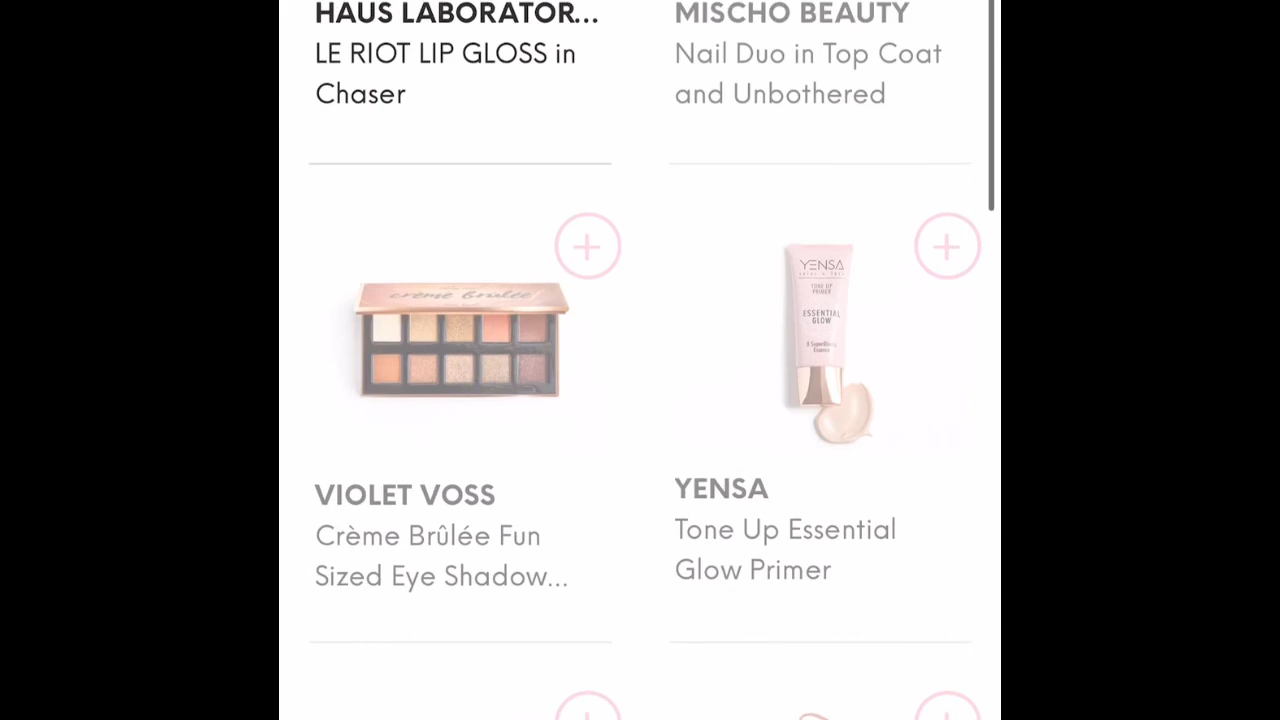 HAUS LABORATOR...
LE RIOT LIP GLOSS in
Chaser
MISCHO BEAUTY
Nail Duo in Top Coat
and Unbothered
crème brûlée
VIOLET VOSS
Crème Brûlée Fun
Sized Eye Shadow...
YENSA
TONE UP
PRIMER
ESSENTIAL
GLOW
YENSA
Tone Up Essential
Glow Primer